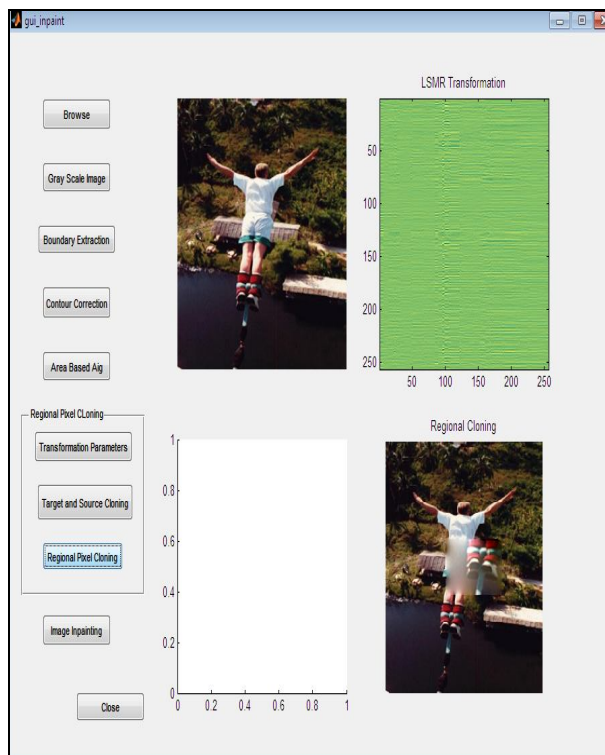 gui_inpaint
Browse
Gray Scale Image
Boundary Extraction
Contour Correction
Area Based Alg
Regional Pixel CLoning
Transformation Parameters
Target and Source Cloning
Regional Pixel Cloning
Image Inpainting
Close
LSMR Transformation
50
100
150
200
250
50 100 150 200 250
1
0.8
0.6
0.4
0.2
0
0 0.2 0.4 0.6 0.8 1
Regional Cloning